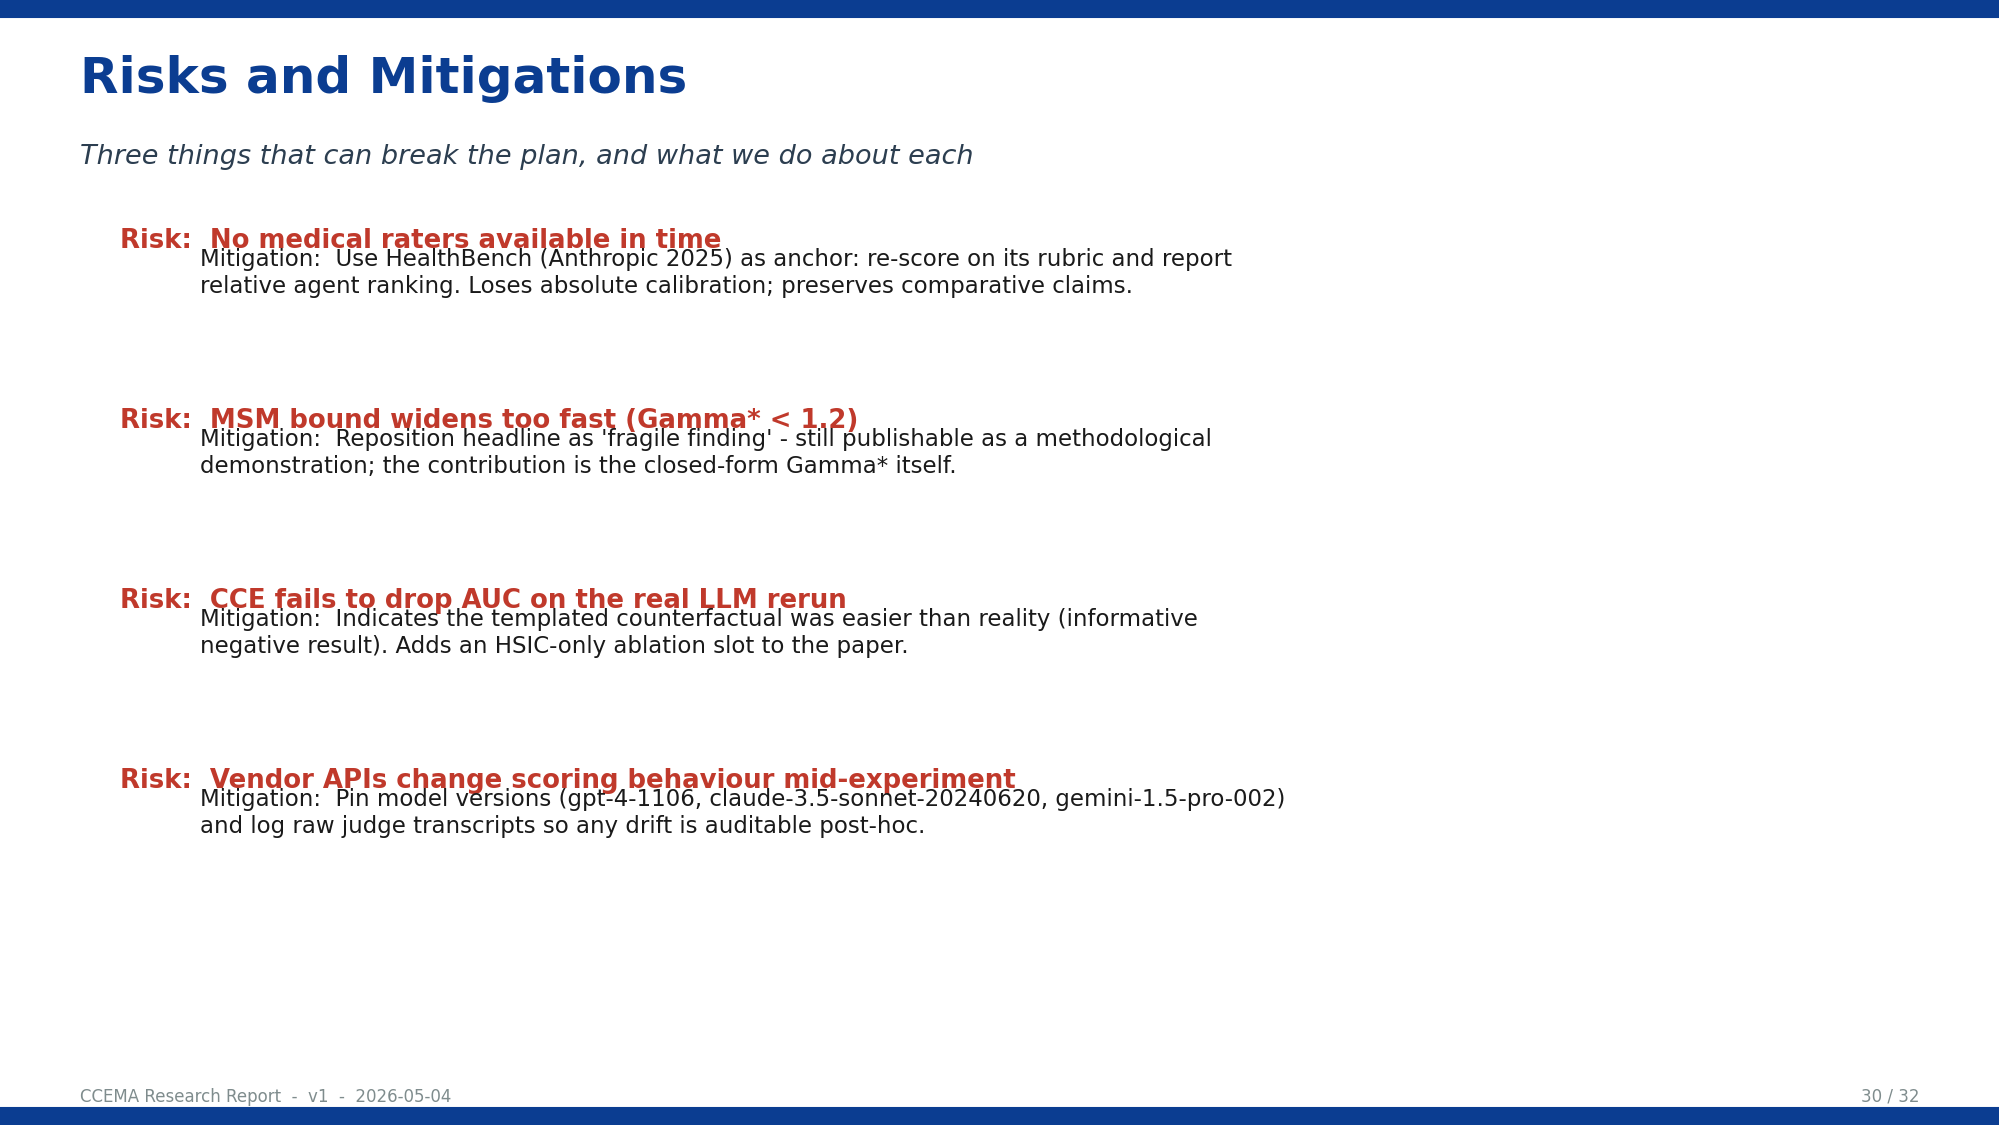 Risks and Mitigations
Three things that can break the plan, and what we do about each
Risk:  No medical raters available in time
Mitigation:  Use HealthBench (Anthropic 2025) as anchor: re-score on its rubric and report
relative agent ranking. Loses absolute calibration; preserves comparative claims.
Risk:  MSM bound widens too fast (Gamma* < 1.2)
Mitigation:  Reposition headline as 'fragile finding' - still publishable as a methodological
demonstration; the contribution is the closed-form Gamma* itself.
Risk:  CCE fails to drop AUC on the real LLM rerun
Mitigation:  Indicates the templated counterfactual was easier than reality (informative
negative result). Adds an HSIC-only ablation slot to the paper.
Risk:  Vendor APIs change scoring behaviour mid-experiment
Mitigation:  Pin model versions (gpt-4-1106, claude-3.5-sonnet-20240620, gemini-1.5-pro-002)
and log raw judge transcripts so any drift is auditable post-hoc.
CCEMA Research Report  -  v1  -  2026-05-04
30 / 32